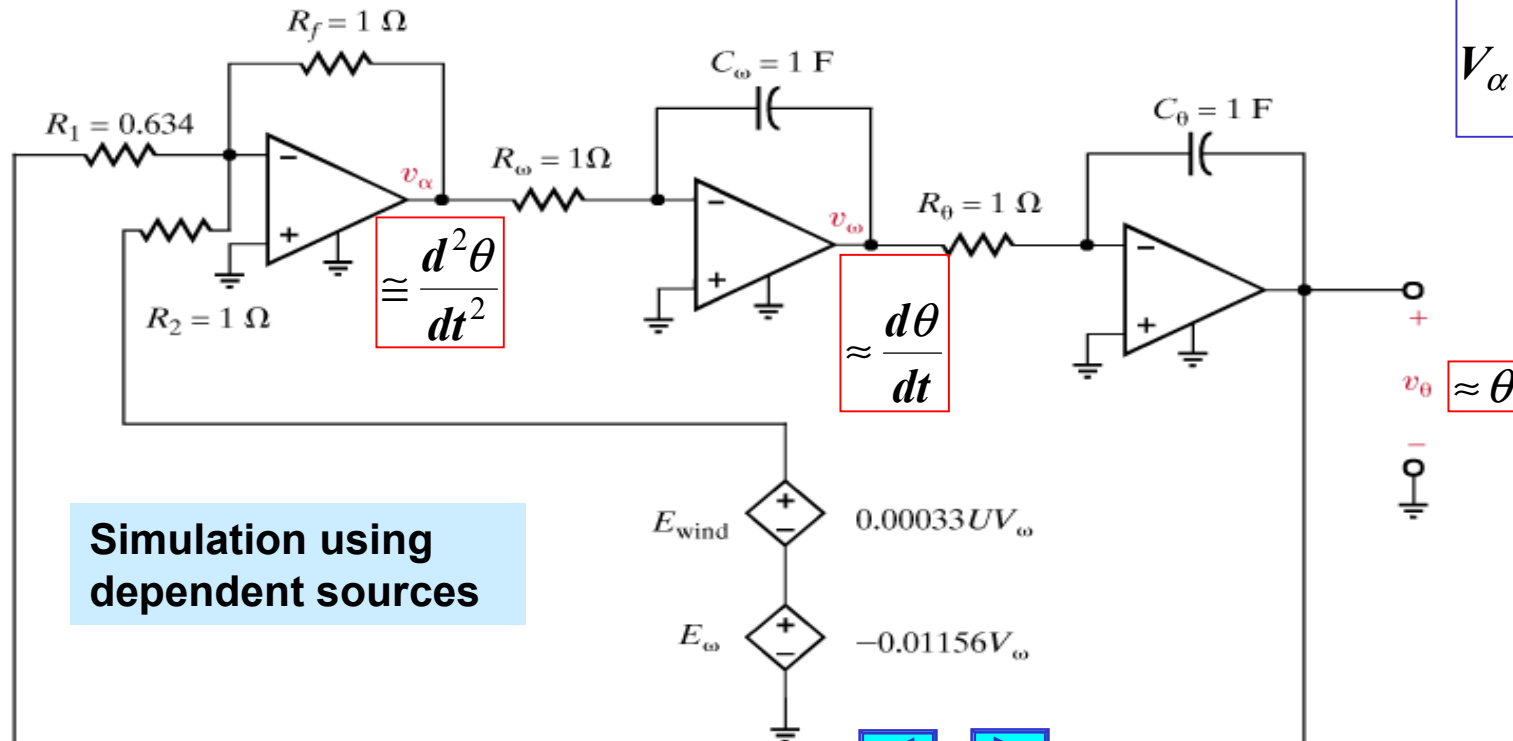 R_f = 1 Ω
C_ω = 1 F
V_α
C_θ = 1 F
R_1 = 0.634
−
v_α
R_ω = 1Ω
−
v_ω
R_θ = 1 Ω
−
+
≅ d²θ/dt²
+
≈ dθ/dt
+
R_2 = 1 Ω
+
v_θ ≈ θ
−
Simulation using
dependent sources
E_wind
+
−
0.00033UV_ω
E_ω
+
−
−0.01156V_ω